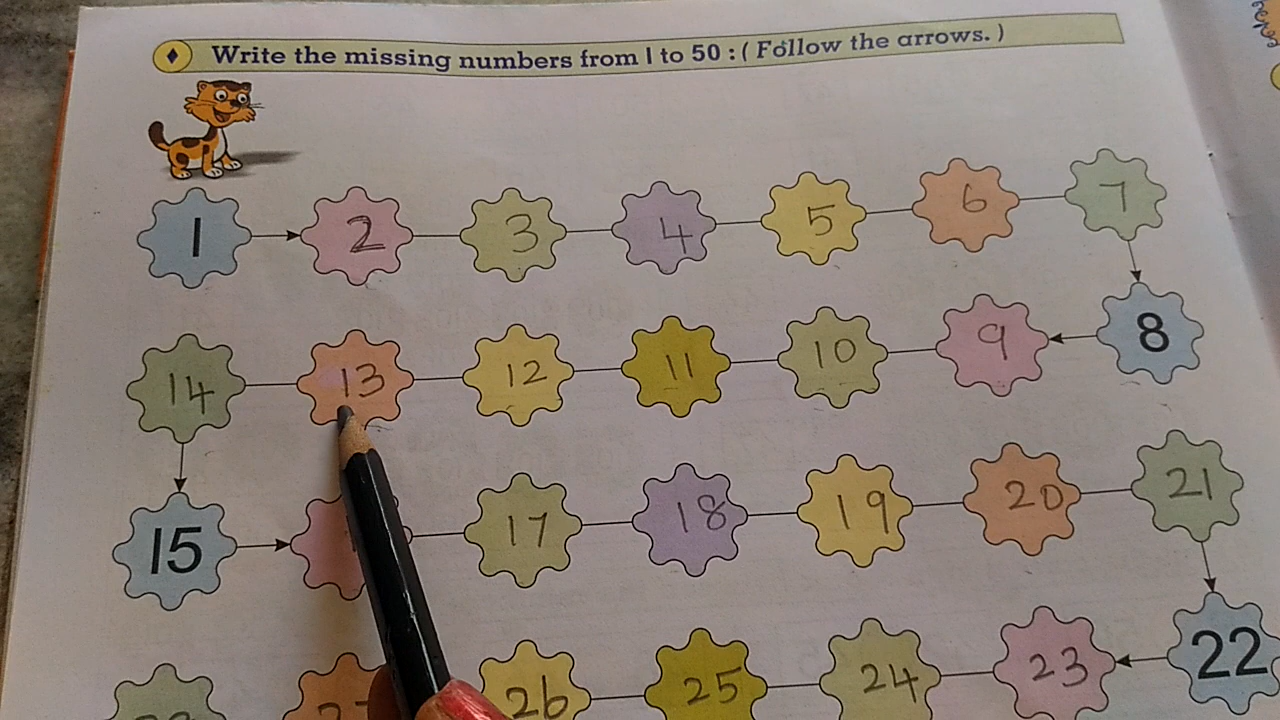 Write the missing numbers from 1 to 50 : ( Follow the arrows. )
1 2 3 4 5 6 7
14 13 12 11 10 9 8
15 17 18 19 20 21
26 25 24 23 22